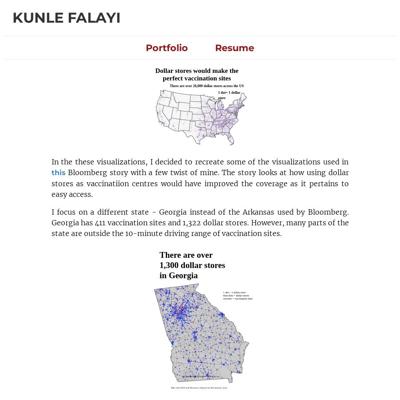 KUNLE FALAYI
Portfolio Resume
Dollar stores would make the
perfect vaccination sites
There are over 20,000 dollar stores across the US
1 dot= 1 dollar
store
In the these visualizations, I decided to recreate some of the visualizations used in
this Bloomberg story with a few twist of mine. The story looks at how using dollar
stores as vaccinatiion centres would have improved the coverage as it pertains to
easy access.
I focus on a different state - Georgia instead of the Arkansas used by Bloomberg.
Georgia has 411 vaccination sites and 1,322 dollar stores. However, many parts of the
state are outside the 10-minute driving range of vaccination sites.
There are over
1,300 dollar stores
in Georgia